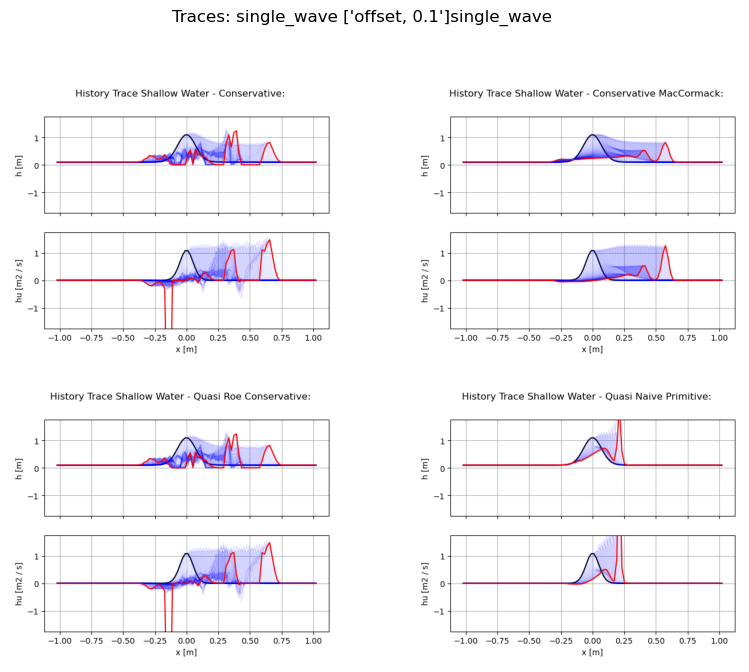 Traces: single_wave ['offset, 0.1']single_wave
History Trace Shallow Water - Conservative:
History Trace Shallow Water - Conservative MacCormack:
h [m]
1
0
−1
h [m]
1
0
−1
hu [m2 / s]
1
0
−1
hu [m2 / s]
1
0
−1
−1.00 −0.75 −0.50 −0.25 0.00 0.25 0.50 0.75 1.00
−1.00 −0.75 −0.50 −0.25 0.00 0.25 0.50 0.75 1.00
x [m]
x [m]
History Trace Shallow Water - Quasi Roe Conservative:
History Trace Shallow Water - Quasi Naive Primitive:
h [m]
1
0
−1
h [m]
1
0
−1
hu [m2 / s]
1
0
−1
hu [m2 / s]
1
0
−1
−1.00 −0.75 −0.50 −0.25 0.00 0.25 0.50 0.75 1.00
−1.00 −0.75 −0.50 −0.25 0.00 0.25 0.50 0.75 1.00
x [m]
x [m]